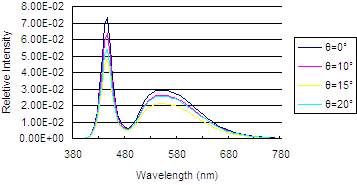 8.00E-02
7.00E-02
6.00E-02
5.00E-02
4.00E-02
3.00E-02
2.00E-02
1.00E-02
0.00E+00
Reletive Intensity
380 480 580 680 780
Wavelength (nm)
θ=0°
θ=10°
θ=15°
θ=20°